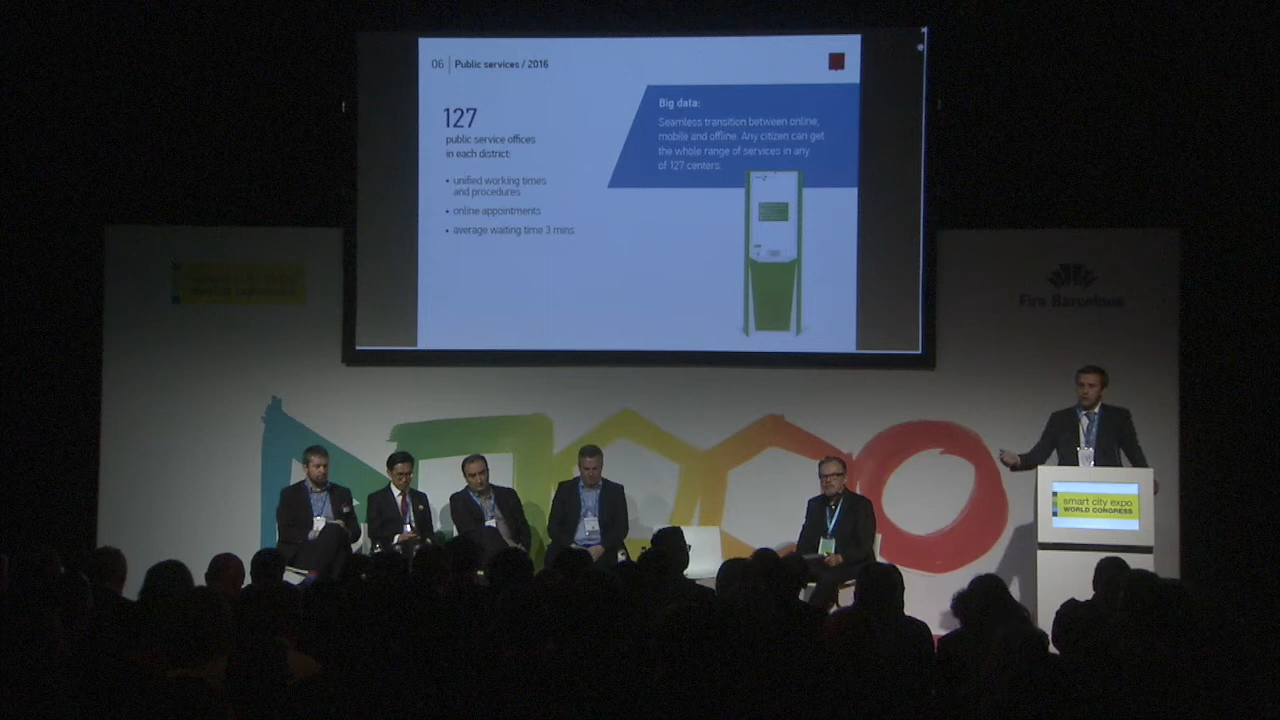 06 Public services / 2016
127
public service offices
in each district:
• unified working times
and procedures
• online appointments
• average waiting time 3 mins
Big data:
Seamless transition between online,
mobile and offline. Any citizen can get
the whole range of services in any
of 127 centers.
Fira Barcelona
smart city expo
WORLD CONGRESS